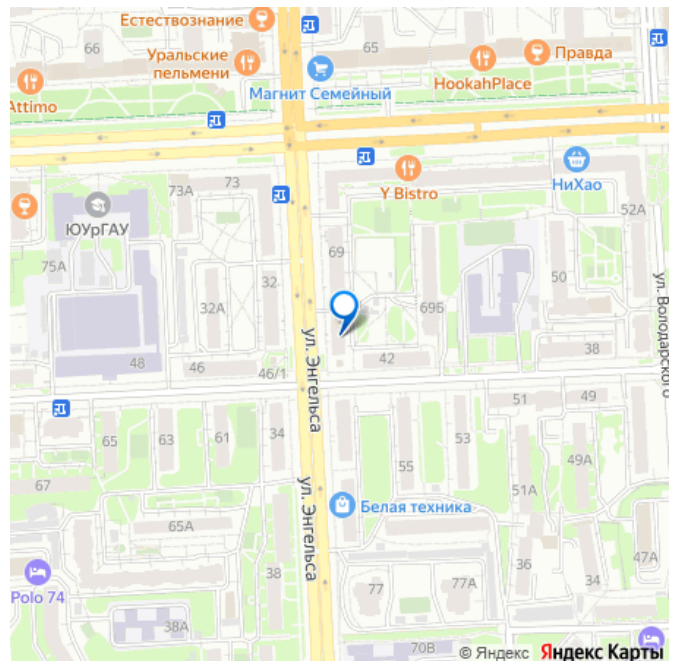 Естествознание
66
Уральские
пельмени
65
Правда
HookahPlace
Attimo
Магнит Семейный
73А
73
Y Bistro
НиХао
52А
ЮУрГАУ
75А
69
32
32А
69Б
50
ул. Володарского
48
46
46/1
42
38
ул. Энгельса
51
49
65
63
61
34
53
55
49А
67
51А
ул. Энгельса
Белая техника
65А
47А
38
36
34
77
77А
Polo 74
38А
70В
© Яндекс Яндекс Карты